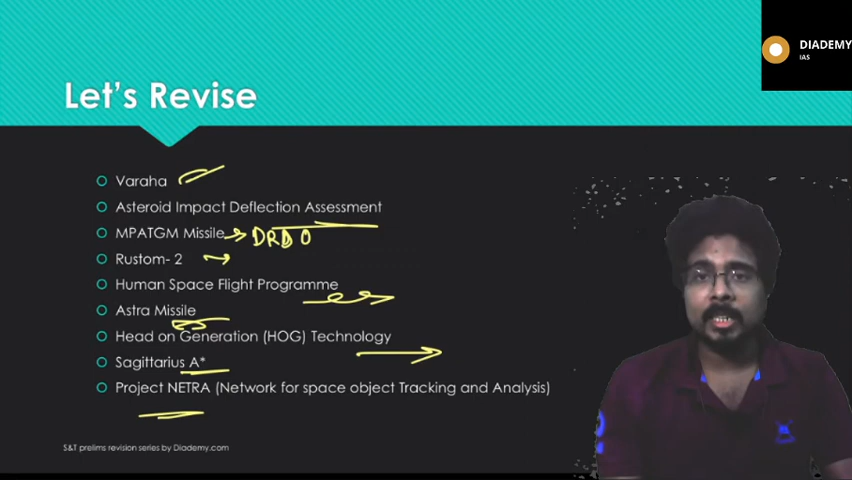 DIADEMY
IAS
Let's Revise
Varaha
Asteroid Impact Deflection Assessment
MPATGM Missile
DRDO
Rustom- 2
Human Space Flight Programme
Astra Missile
Head on Generation (HOG) Technology
Sagittarius A*
Project NETRA (Network for space object Tracking and Analysis)
S&T prelims revision series by Diademy.com